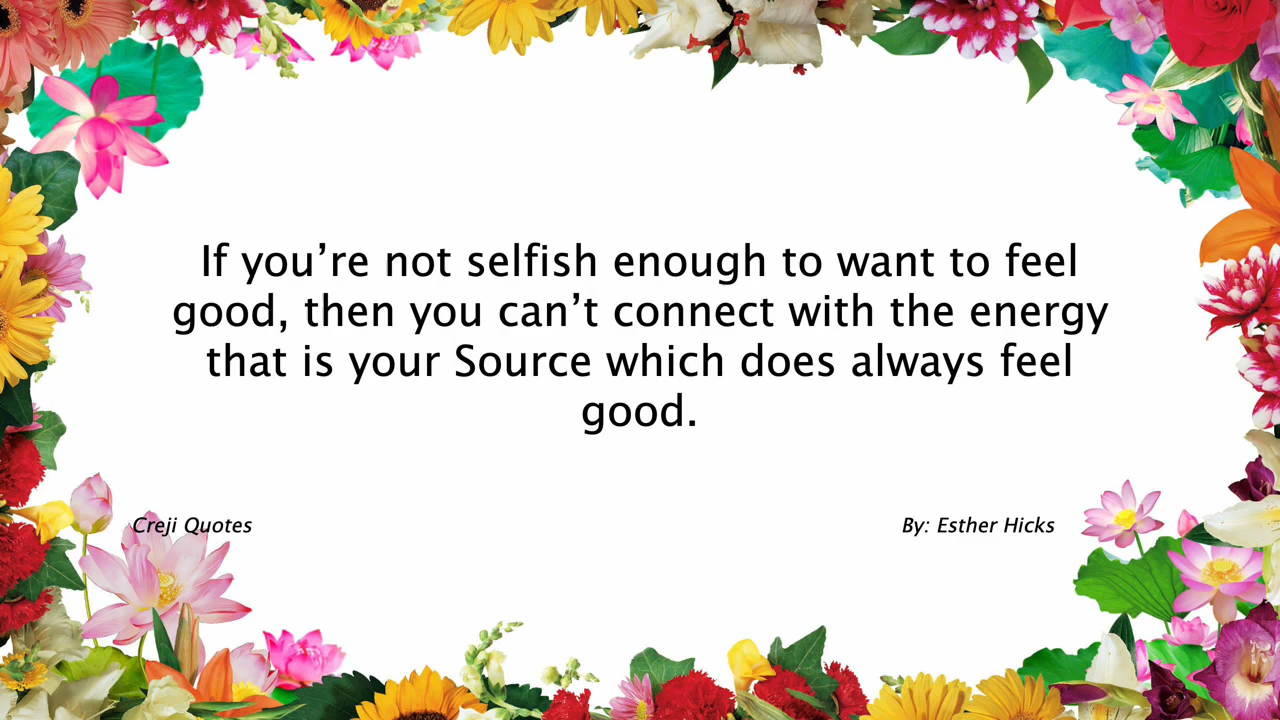 If you’re not selfish enough to want to feel
good, then you can’t connect with the energy
that is your Source which does always feel
good.
Creji Quotes
By: Esther Hicks